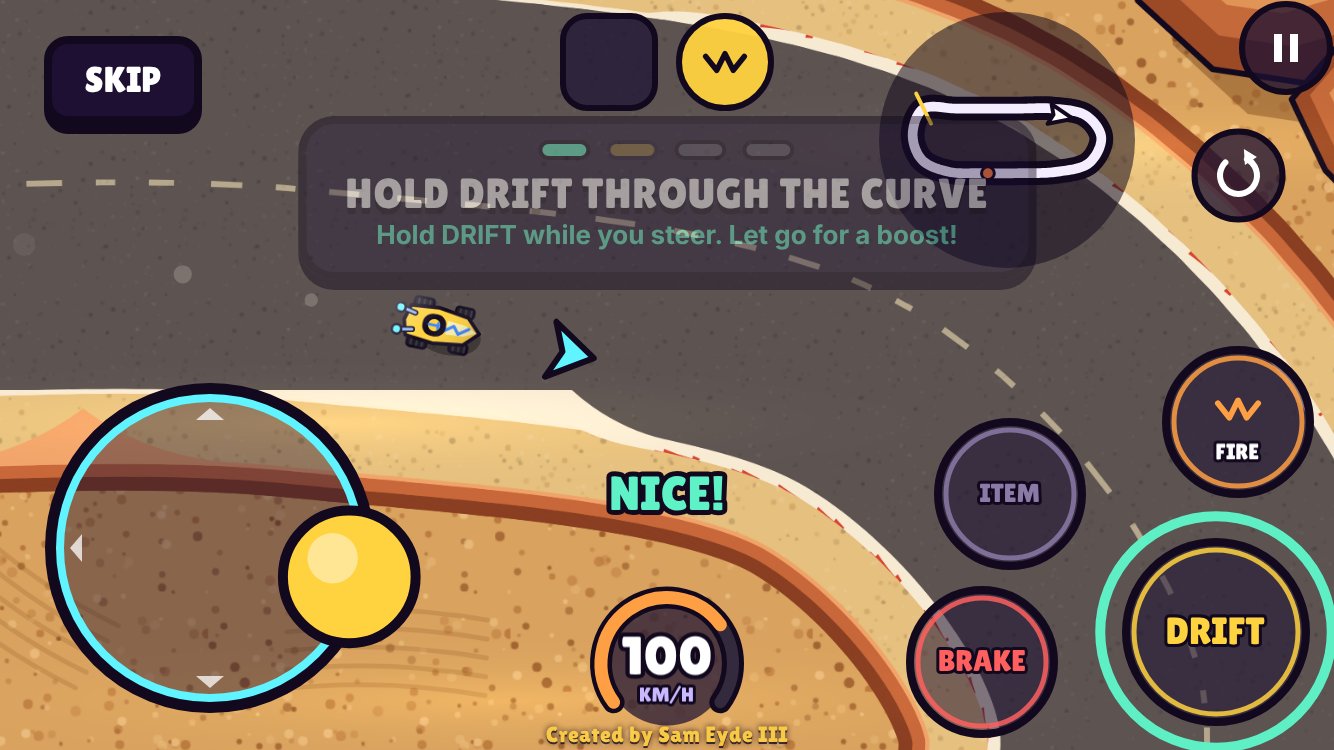 SKIP
HOLD DRIFT THROUGH THE CURVE
Hold DRIFT while you steer. Let go for a boost!
FIRE
ITEM
NICE!
DRIFT
BRAKE
100
KM/H
Created by Sam Eyde III